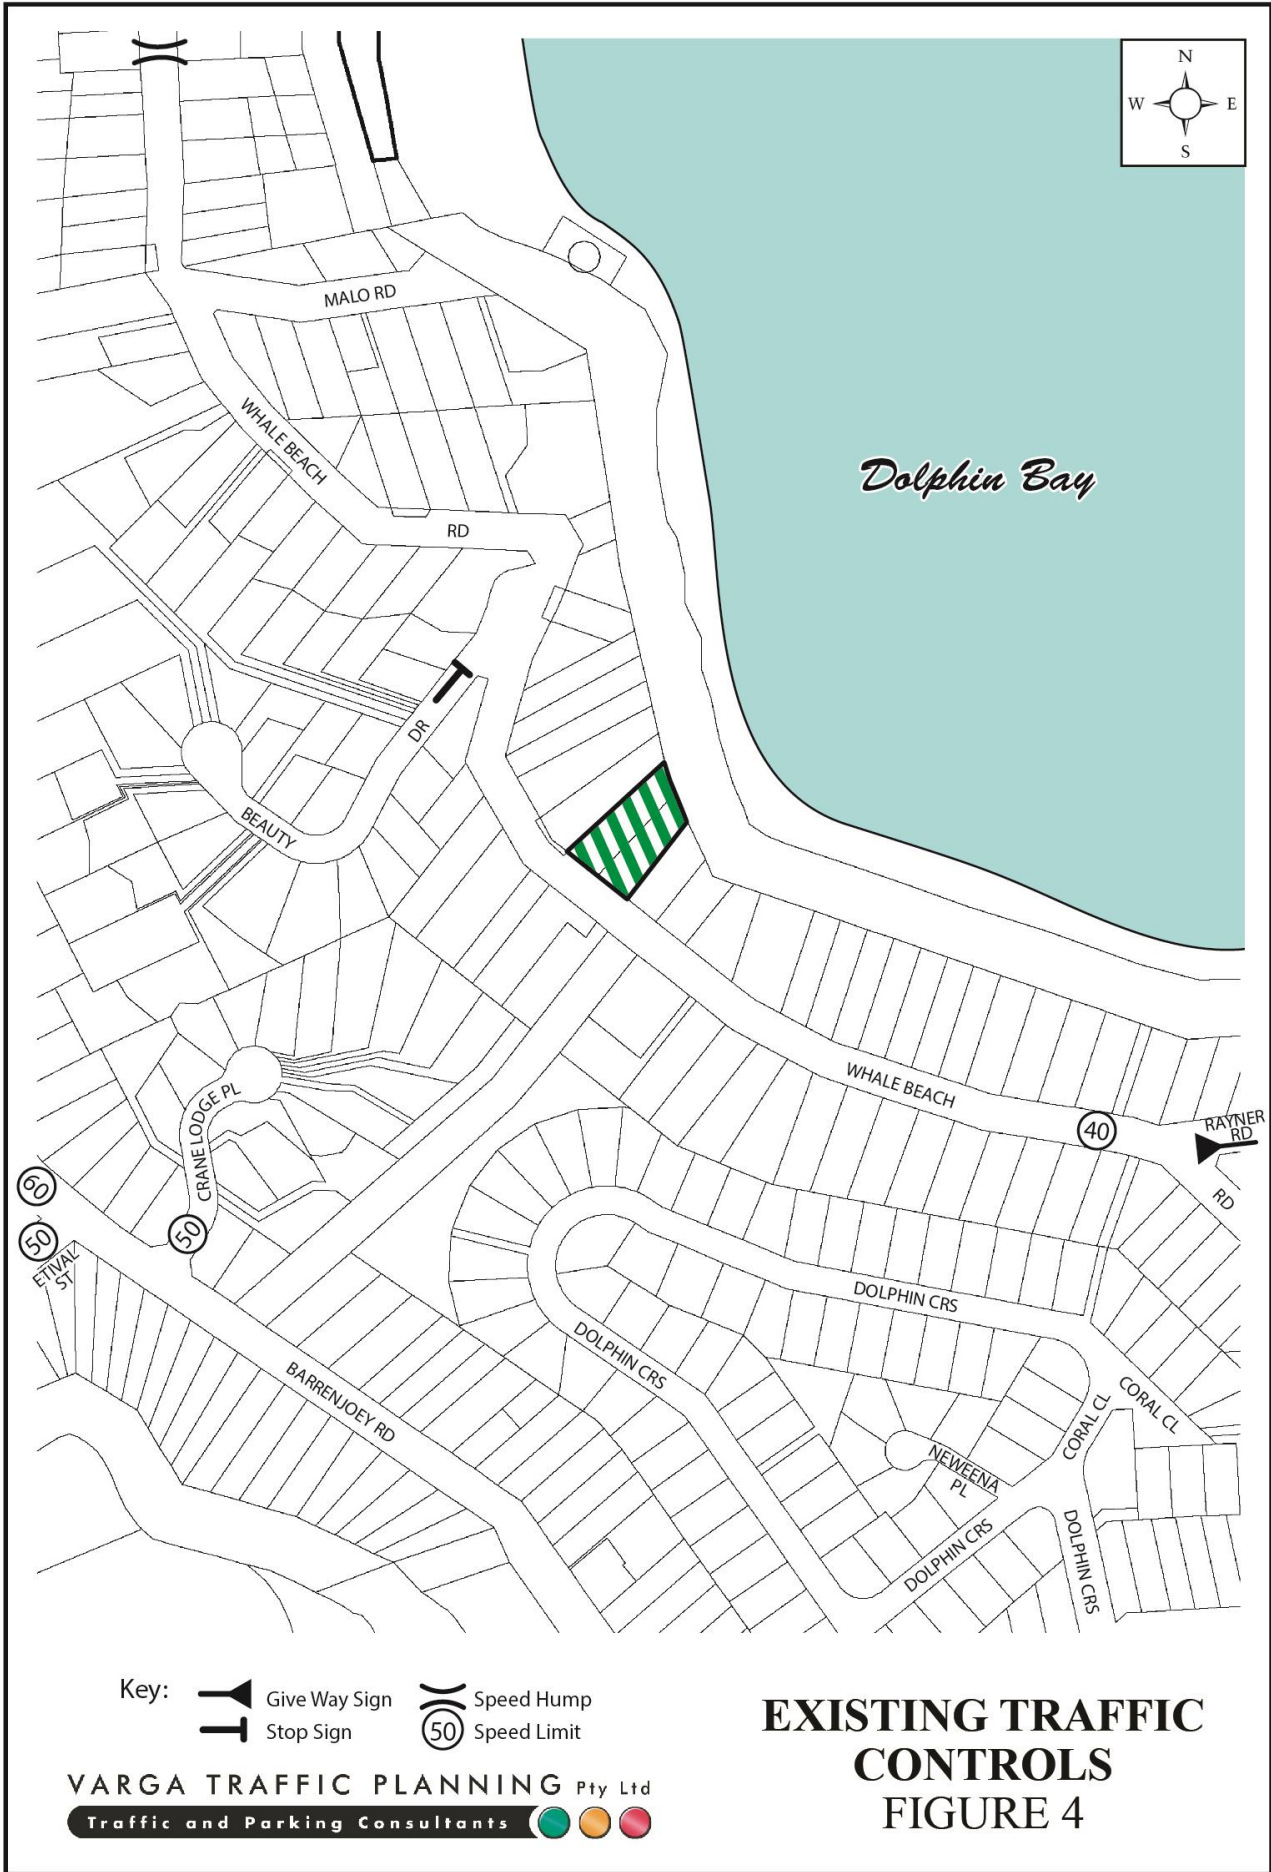 N
W E
S
MALO RD
WHALE BEACH
RD
Dolphin Bay
DR
BEAUTY
WHALE BEACH
40
RAYNER
RD
RD
CRANE LODGE PL
60
50
50
ETIVAL
ST
DOLPHIN CRS
DOLPHIN CRS
BARRENJOEY RD
CORAL CL
CORAL CL
NEWEENA
PL
DOLPHIN CRS
DOLPHIN CRS
Key:
Give Way Sign
Speed Hump
Stop Sign
50 Speed Limit
EXISTING TRAFFIC
CONTROLS
FIGURE 4
VARGA TRAFFIC PLANNING Pty Ltd
Traffic and Parking Consultants